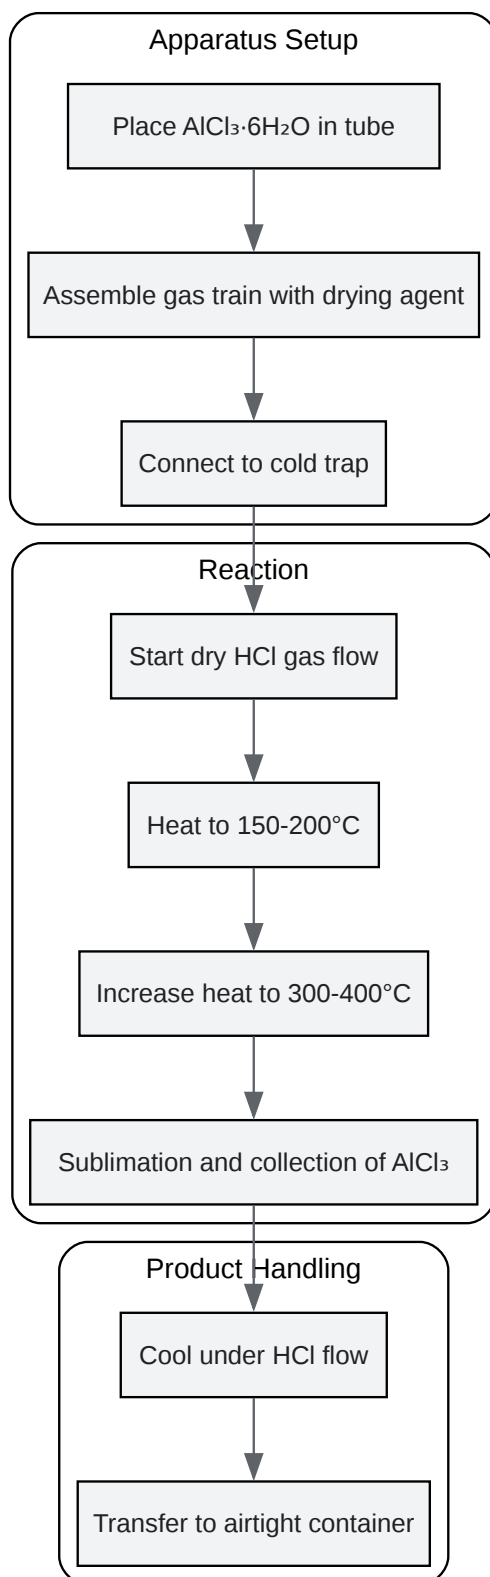 Apparatus Setup
Place AlCl₃·6H₂O in tube
Assemble gas train with drying agent
Connect to cold trap
Reaction
Start dry HCl gas flow
Heat to 150-200°C
Increase heat to 300-400°C
Sublimation and collection of AlCl₃
Product Handling
Cool under HCl flow
Transfer to airtight container